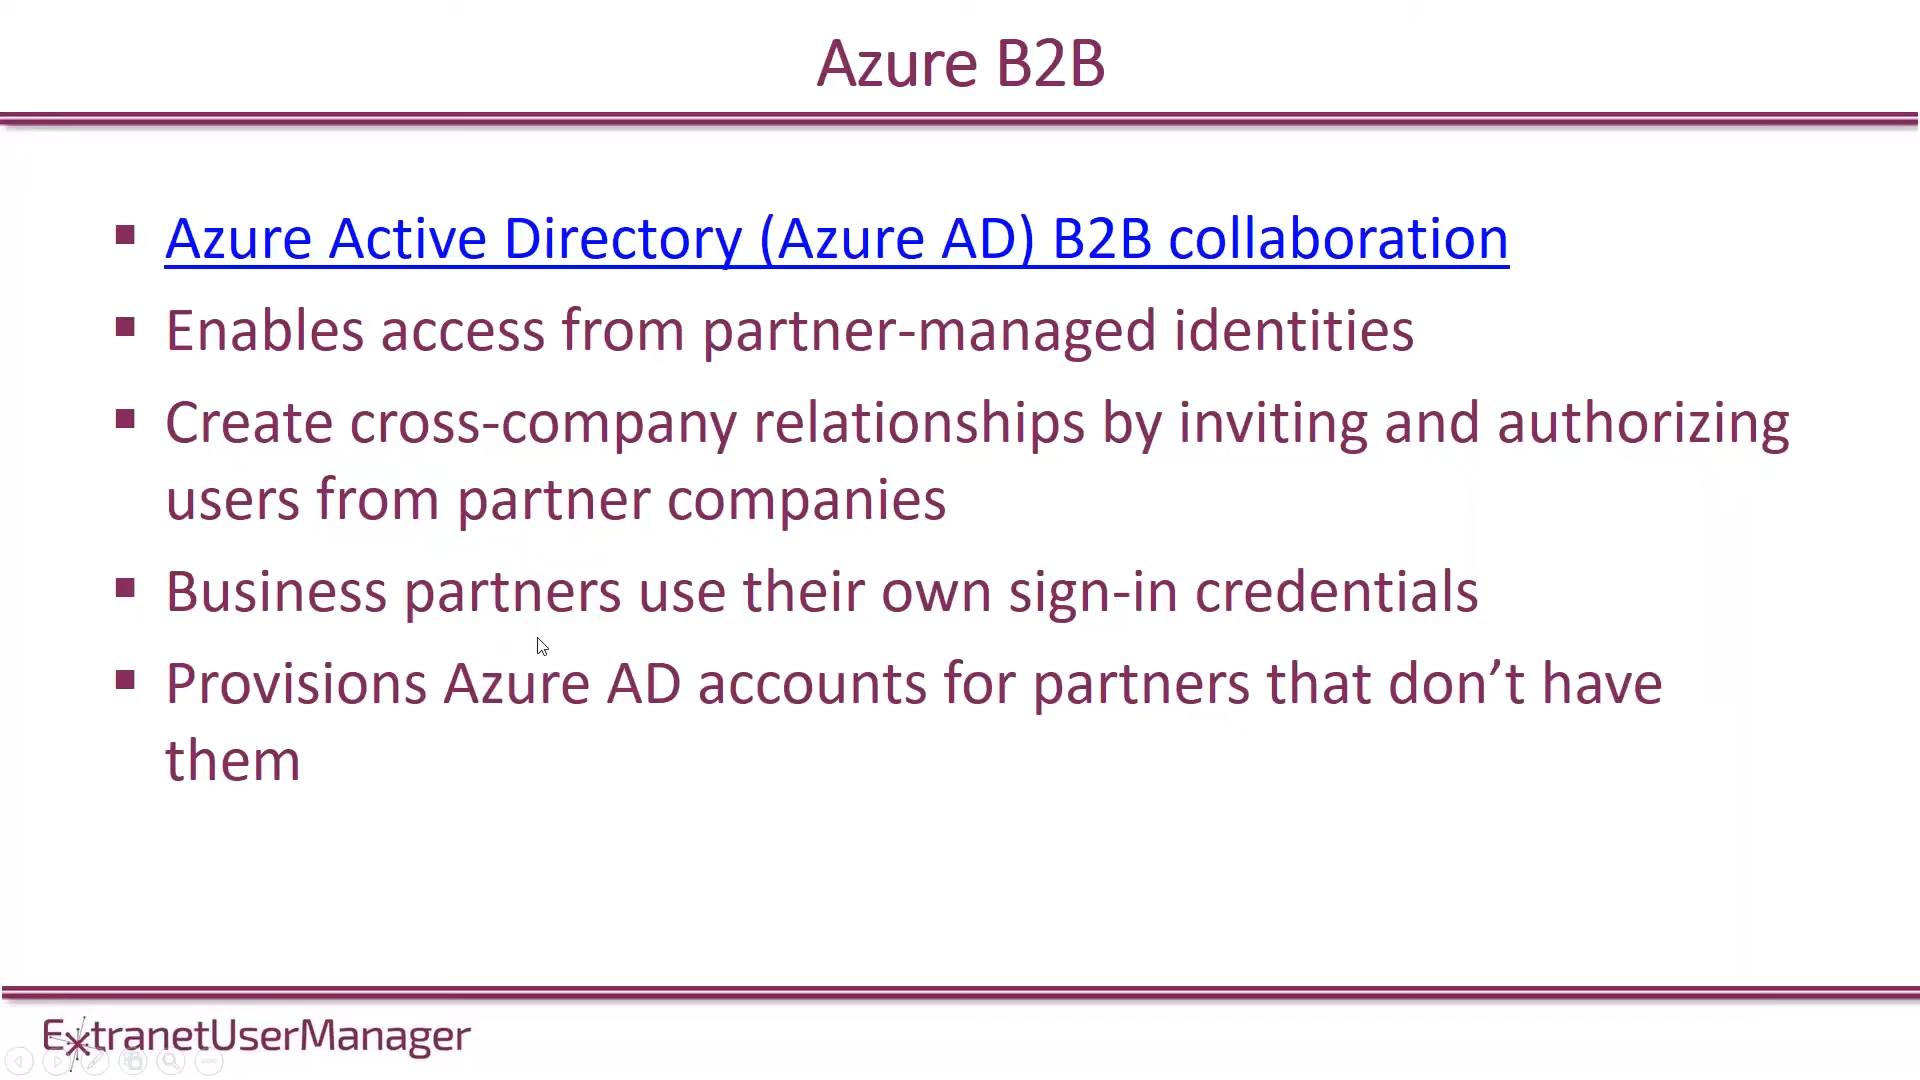 Azure B2B
Azure Active Directory (Azure AD) B2B collaboration
Enables access from partner-managed identities
Create cross-company relationships by inviting and authorizing
users from partner companies
Business partners use their own sign-in credentials
Provisions Azure AD accounts for partners that don’t have
them
ExtranetUserManager